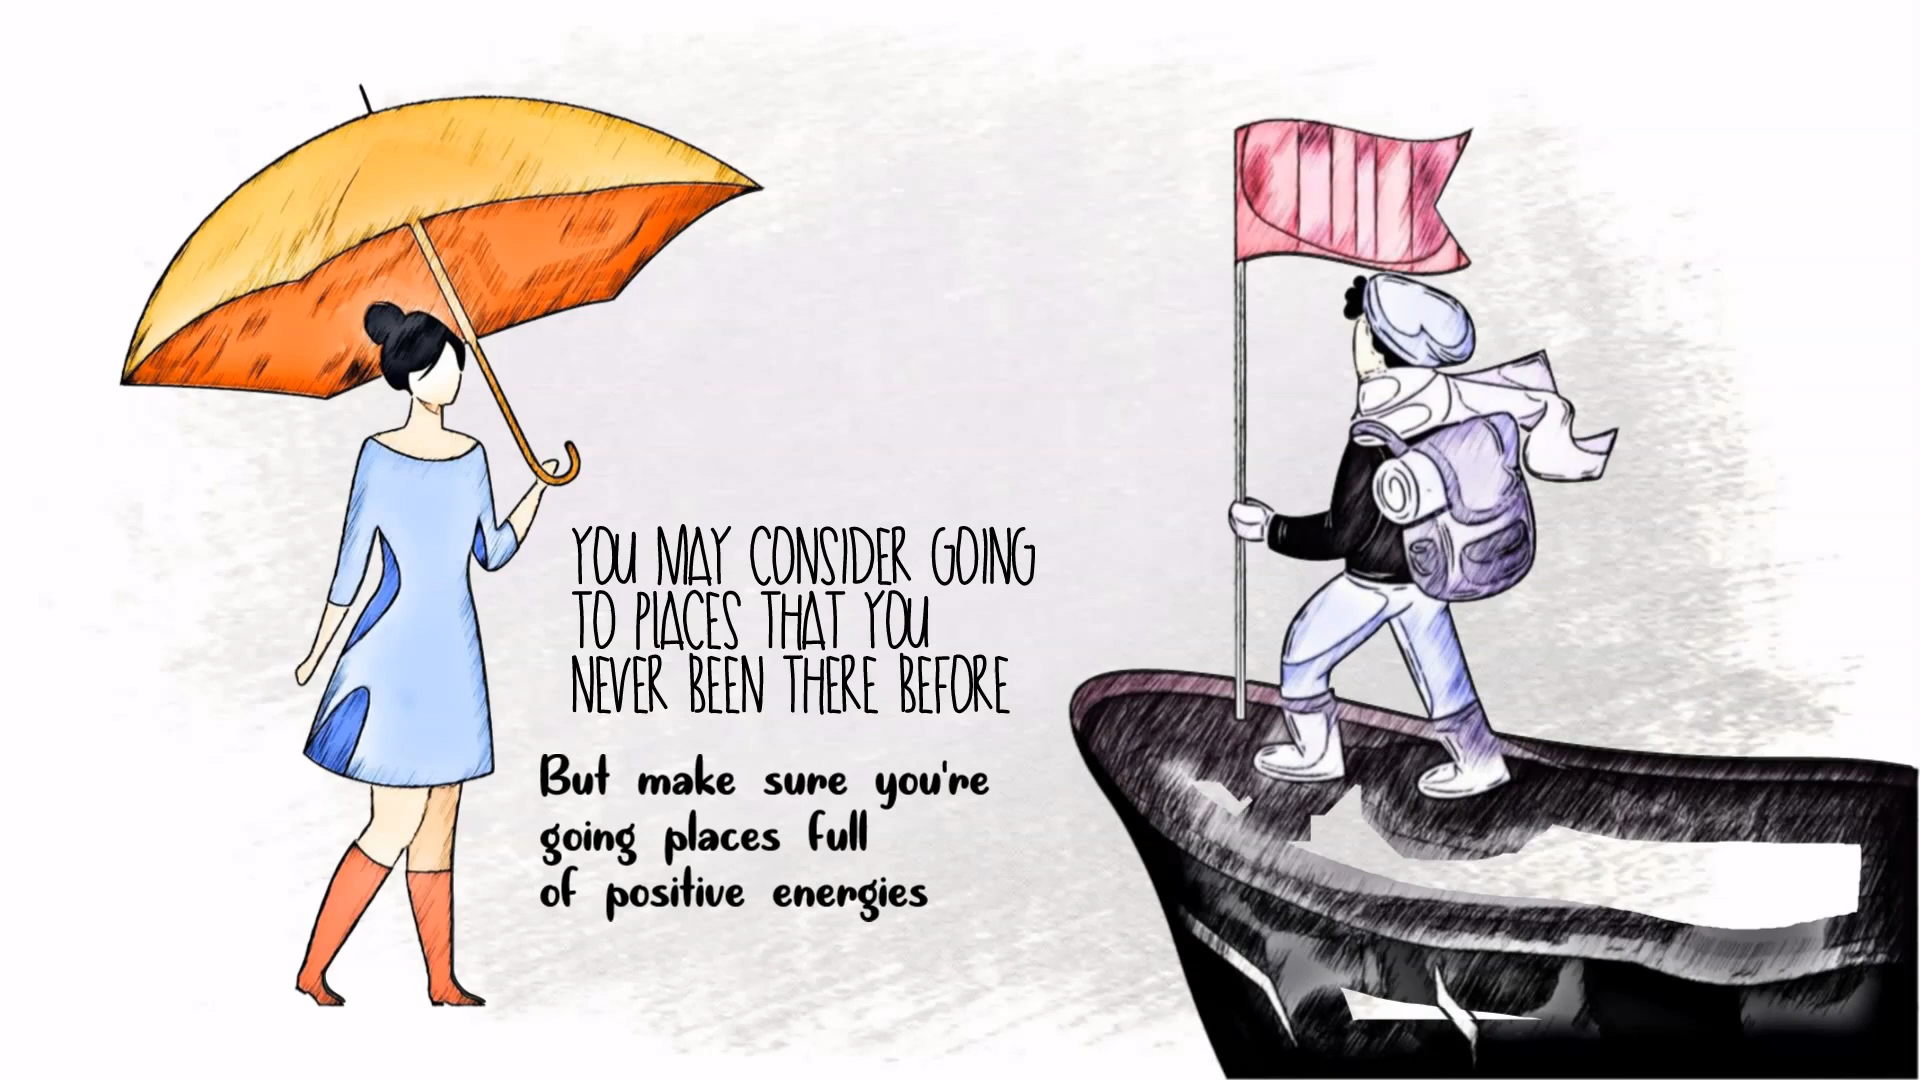 YOU MAY CONSIDER GOING
TO PLACES THAT YOU
NEVER BEEN THERE BEFORE
But make sure you're
going places full
of positive energies